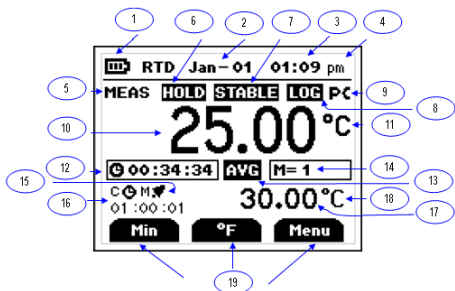 1 6 2 7 3 4
RTD Jan-01 01:09 pm
5 MEAS HOLD STABLE LOG PC 9
8
10 25.00 °C 11
12 00:34:34 AVG M= 1 14
13
15 C M
16 01:00:01 30.00 °C 18
17
Min °F Menu
19